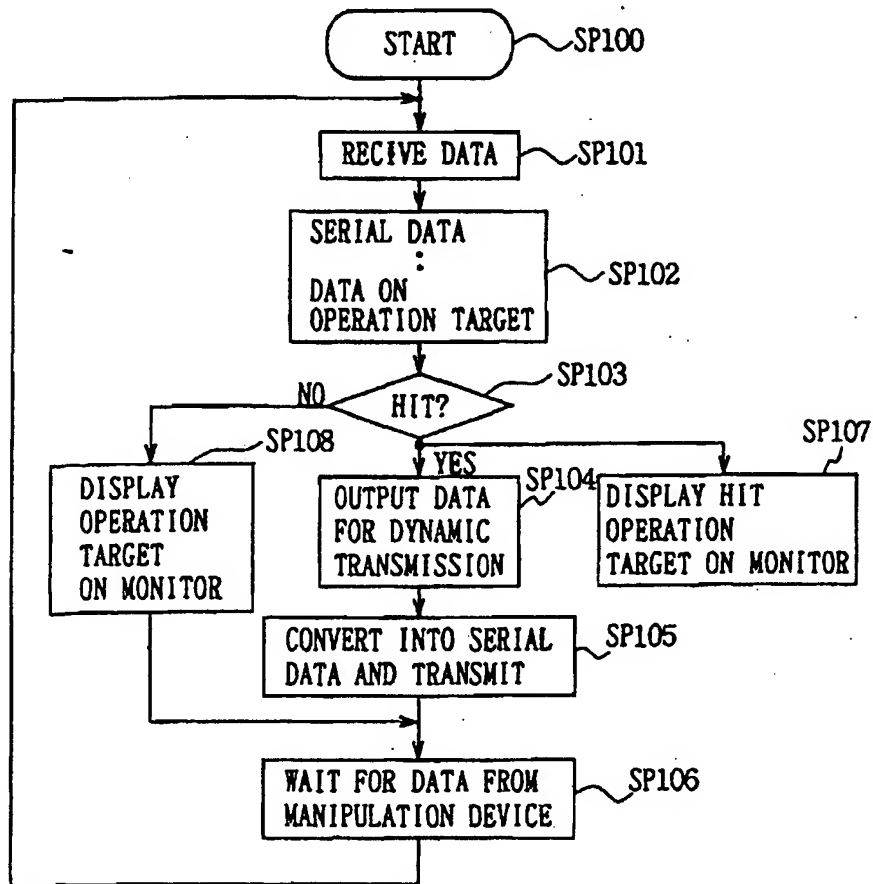 START
SP100
RECIVE DATA
SP101
SERIAL DATA
⋮
DATA ON
OPERATION TARGET
SP102
HIT?
SP103
NO
YES
SP108
DISPLAY
OPERATION
TARGET
ON MONITOR
SP104
OUTPUT DATA
FOR DYNAMIC
TRANSMISSION
SP107
DISPLAY HIT
OPERATION
TARGET ON MONITOR
CONVERT INTO SERIAL
DATA AND TRANSMIT
SP105
WAIT FOR DATA FROM
MANIPULATION DEVICE
SP106